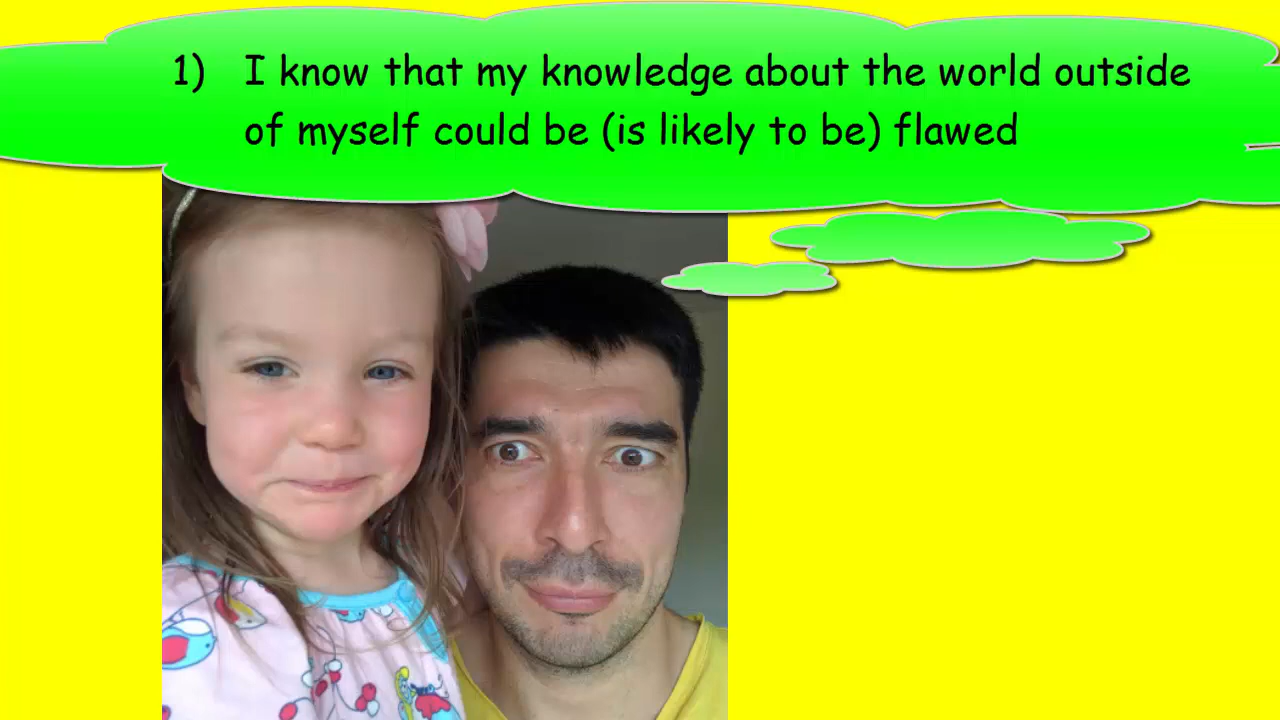 1) I know that my knowledge about the world outside
of myself could be (is likely to be) flawed